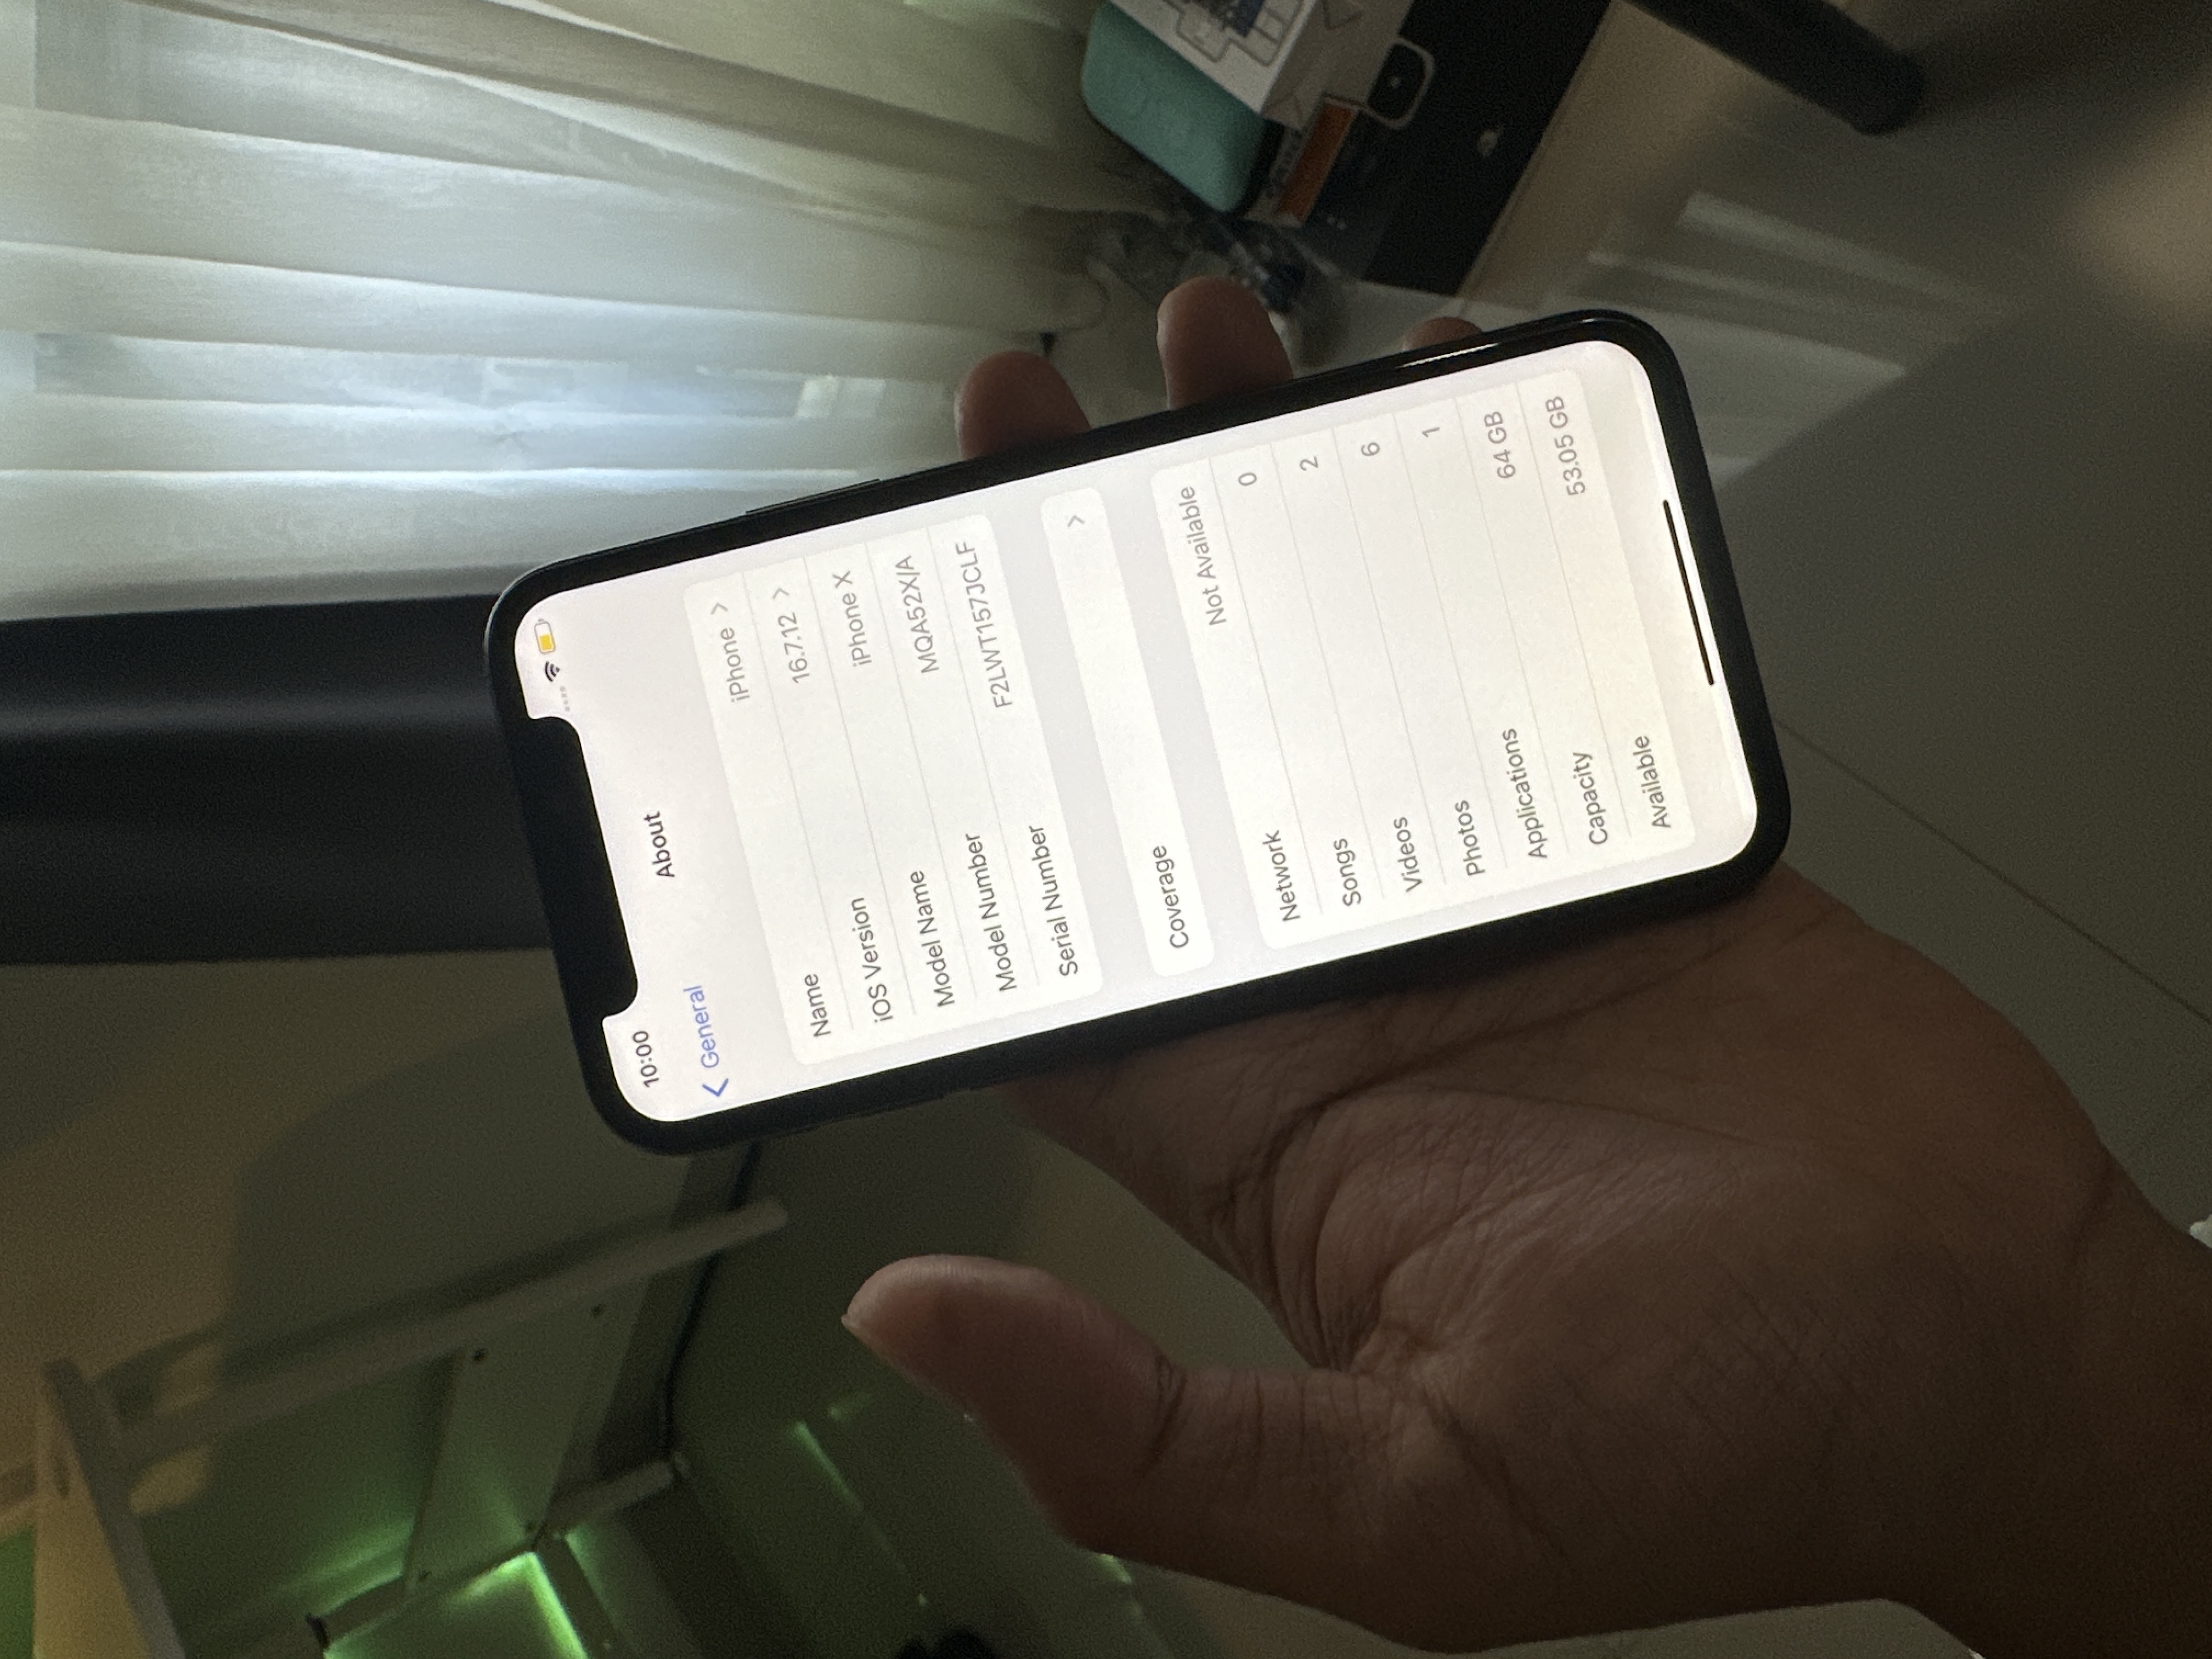 10:00
General
About
Name iPhone
iOS Version 16.7.12
Model Name iPhone X
Model Number MQA52X/A
Serial Number F2LWT157JCLF
Coverage
Network Not Available
Songs 0
Videos 2
Photos 6
Applications 1
Capacity 64 GB
Available 53.05 GB